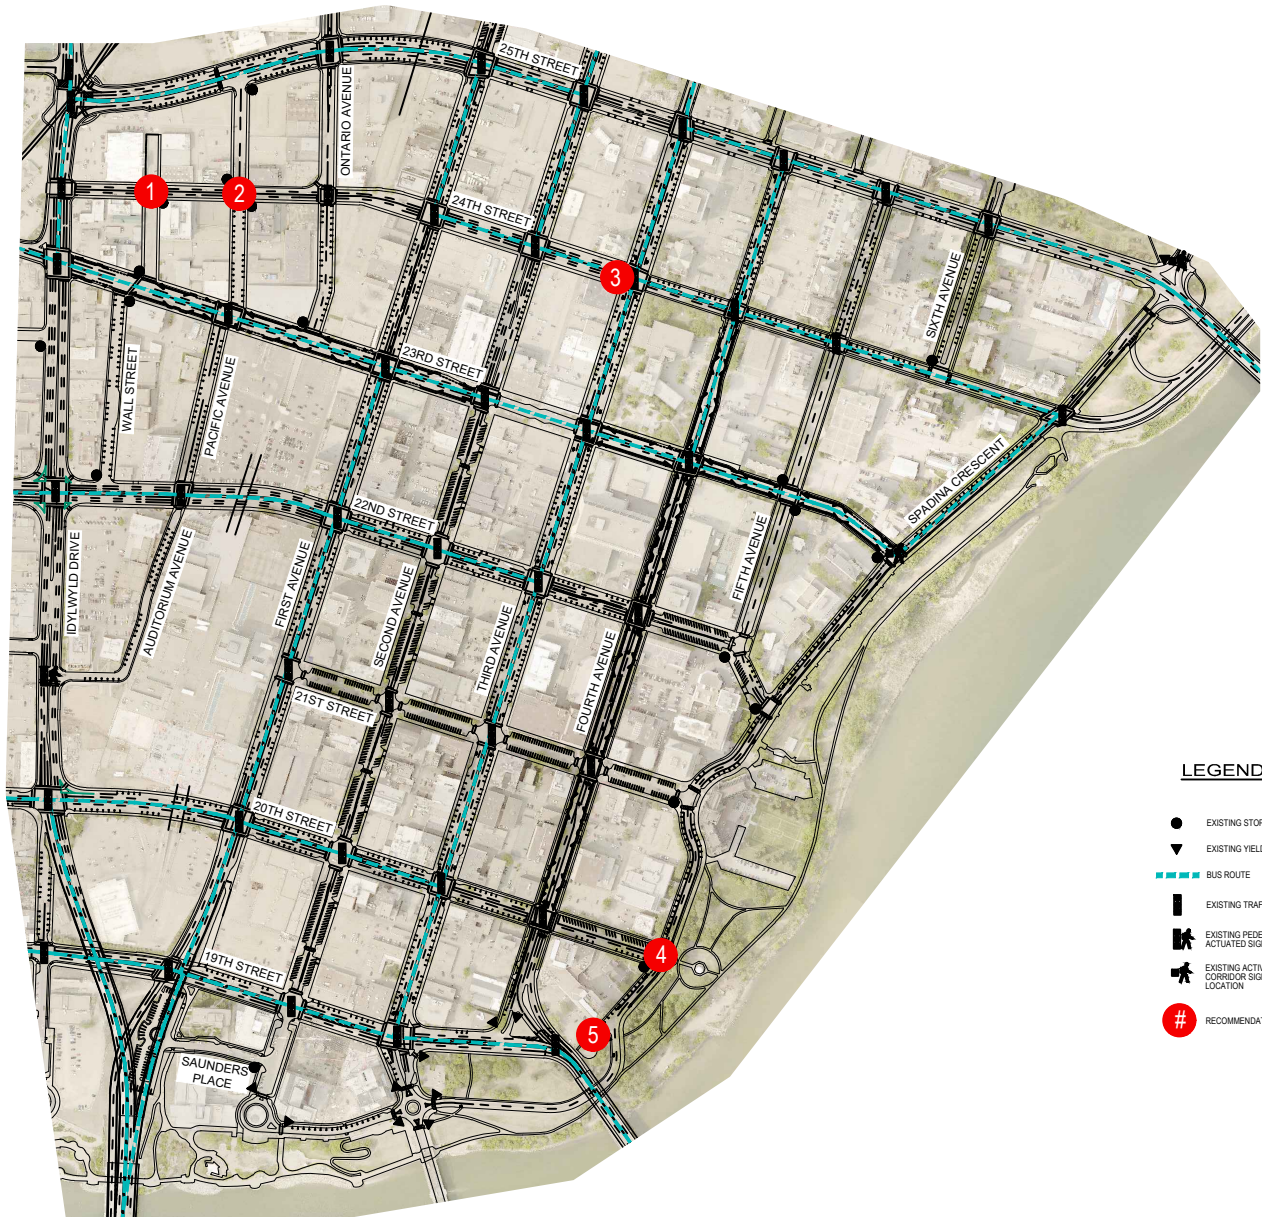 25TH STREET
ONTARIO AVENUE
1
2
24TH STREET
3
SIXTH AVENUE
23RD STREET
WALL STREET
PACIFIC AVENUE
SPADINA CRESCENT
22ND STREET
IDYLWYLD DRIVE
AUDITORIUM AVENUE
FIRST AVENUE
SECOND AVENUE
THIRD AVENUE
FOURTH AVENUE
FIFTH AVENUE
21ST STREET
20TH STREET
19TH STREET
4
5
SAUNDERS
PLACE
LEGEND
EXISTING STOP
EXISTING YIELD
BUS ROUTE
EXISTING TRAF
EXISTING PEDE
ACTUATED SIG
EXISTING ACTIV
CORRIDOR SIG
LOCATION
# RECOMMENDAT